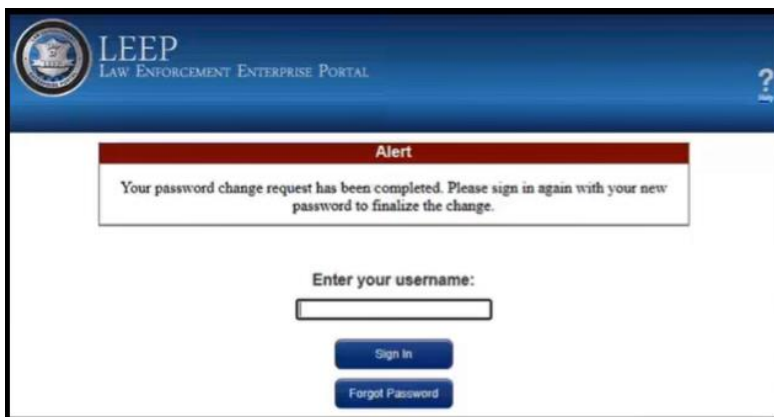 LEEP
LAW ENFORCEMENT ENTERPRISE PORTAL
?
Alert
Your password change request has been completed. Please sign in again with your new
password to finalize the change.
Enter your username:
Sign In
Forgot Password